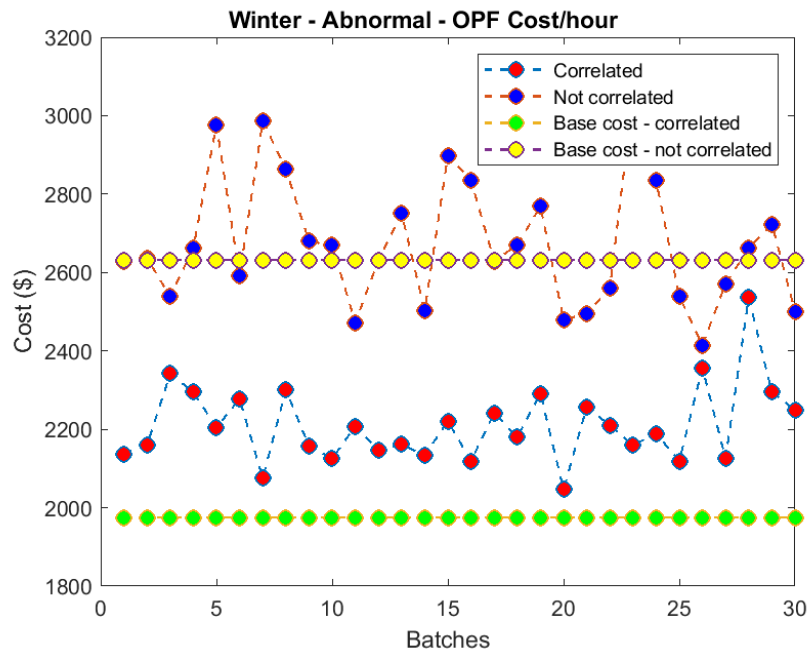 Winter - Abnormal - OPF Cost/hour
3200
3000
2800
2600
2400
2200
2000
1800
Cost ($)
Correlated
Not correlated
Base cost - correlated
Base cost - not correlated
0 5 10 15 20 25 30
Batches